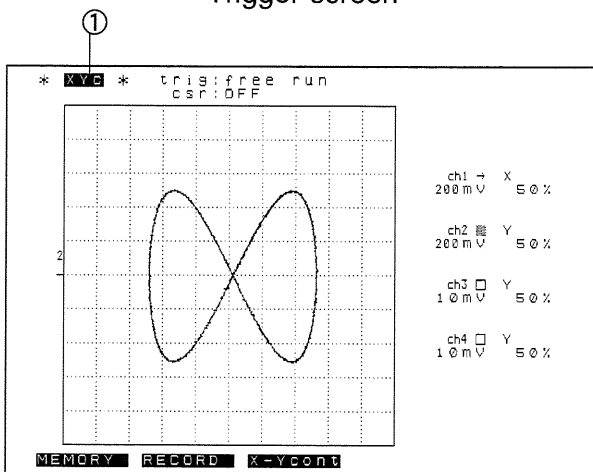 Trigger screen
①
* XYC * trig:free run
csr:OFF
ch1 → X
200mV 50%
ch2 ▒ Y
200mV 50%
2
ch3 □ Y
10mV 50%
ch4 □ Y
10mV 50%
MEMORY RECORD X-Ycont